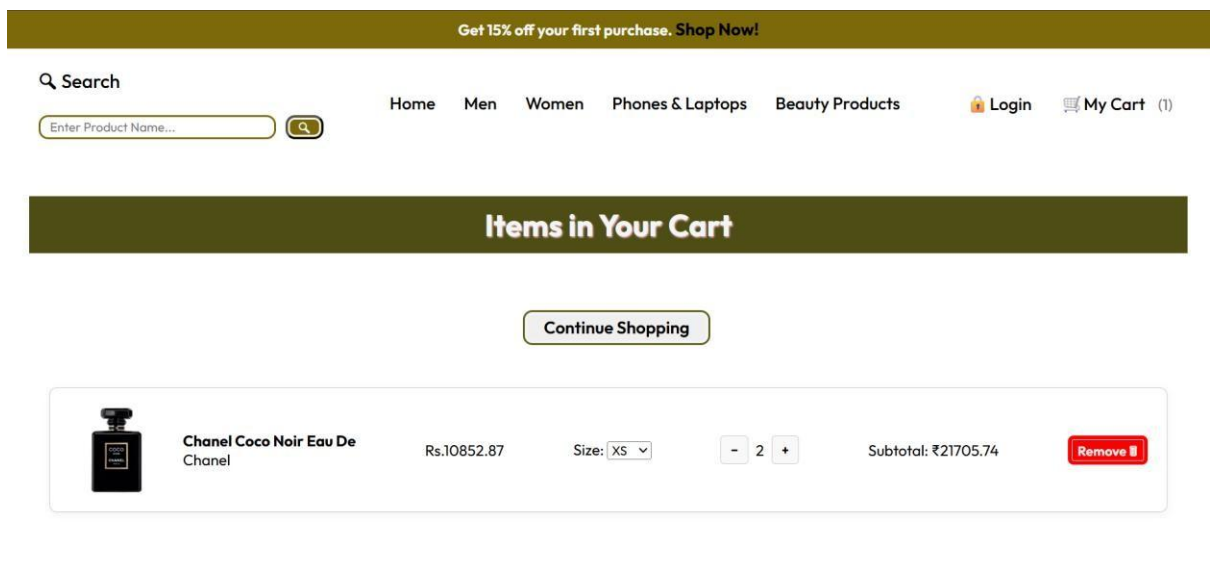 Get 15% off your first purchase. Shop Now!
Search
Enter Product Name...
Home Men Women Phones & Laptops Beauty Products Login My Cart (1)
Items in Your Cart
Continue Shopping
COCO
CHANEL
Chanel Coco Noir Eau De
Chanel
Rs.10852.87
Size: XS
- 2 +
Subtotal: ₹21705.74
Remove